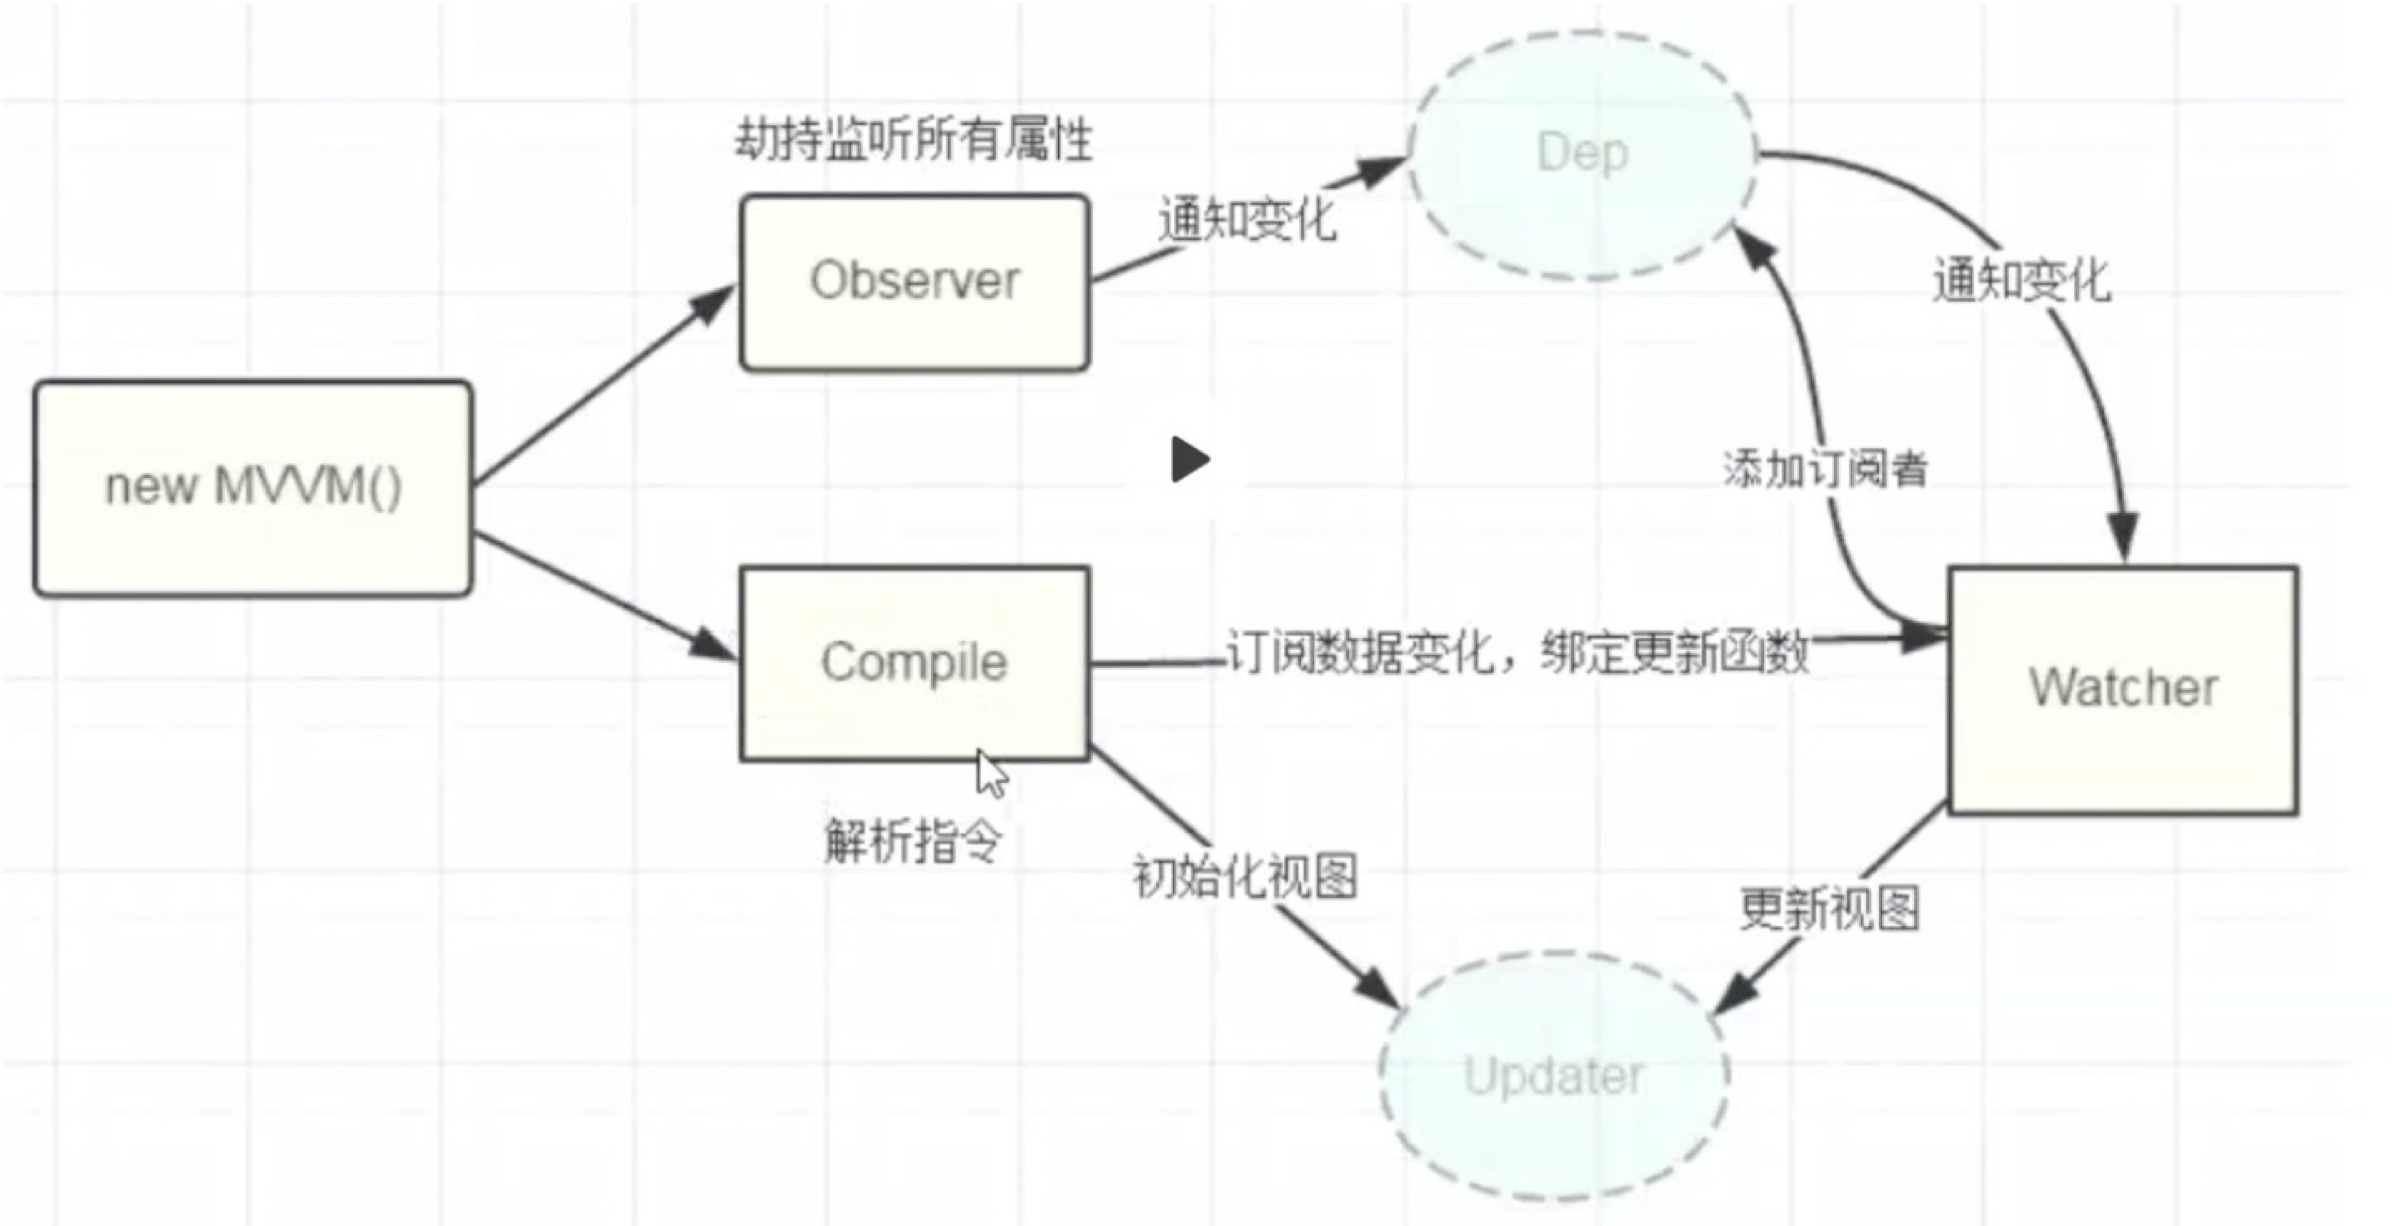 劫持监听所有属性
Dep
通知变化
Observer
通知变化
new MVVM()
添加订阅者
Compile
订阅数据变化，绑定更新函数
Watcher
解析指令
初始化视图
更新视图
Updater